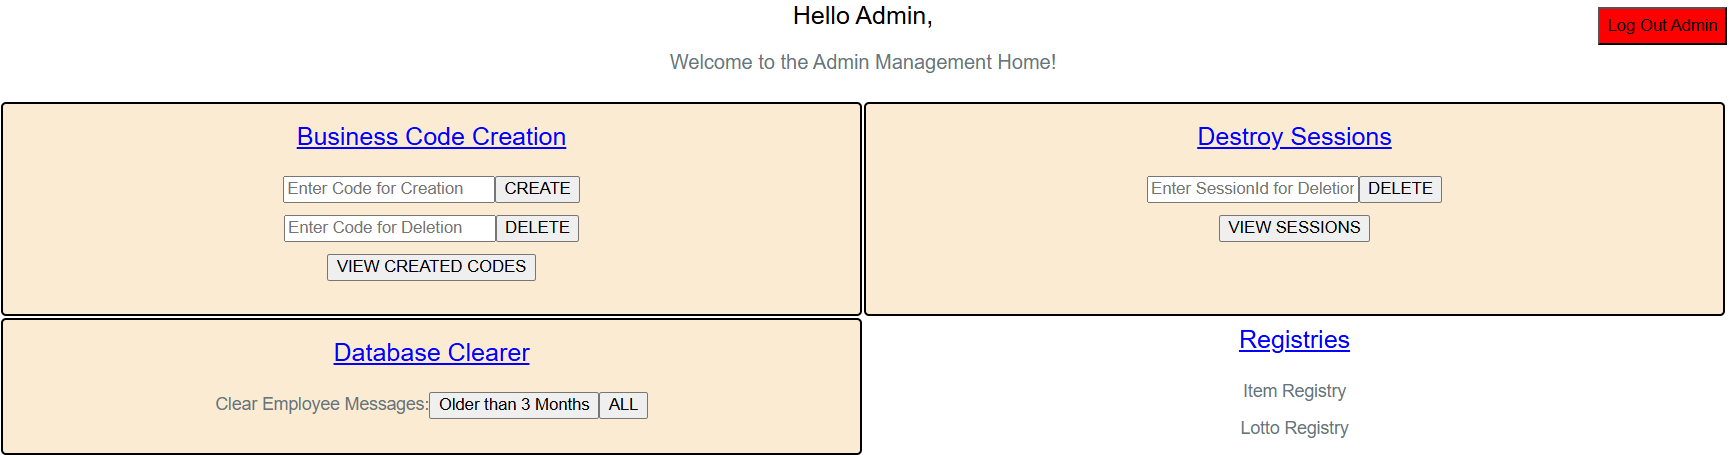 Hello Admin,
Log Out Admin
Welcome to the Admin Management Home!
Business Code Creation
Enter Code for Creation CREATE
Enter Code for Deletion DELETE
VIEW CREATED CODES
Destroy Sessions
Enter SessionId for Deletion DELETE
VIEW SESSIONS
Database Clearer
Clear Employee Messages: Older than 3 Months ALL
Registries
Item Registry
Lotto Registry